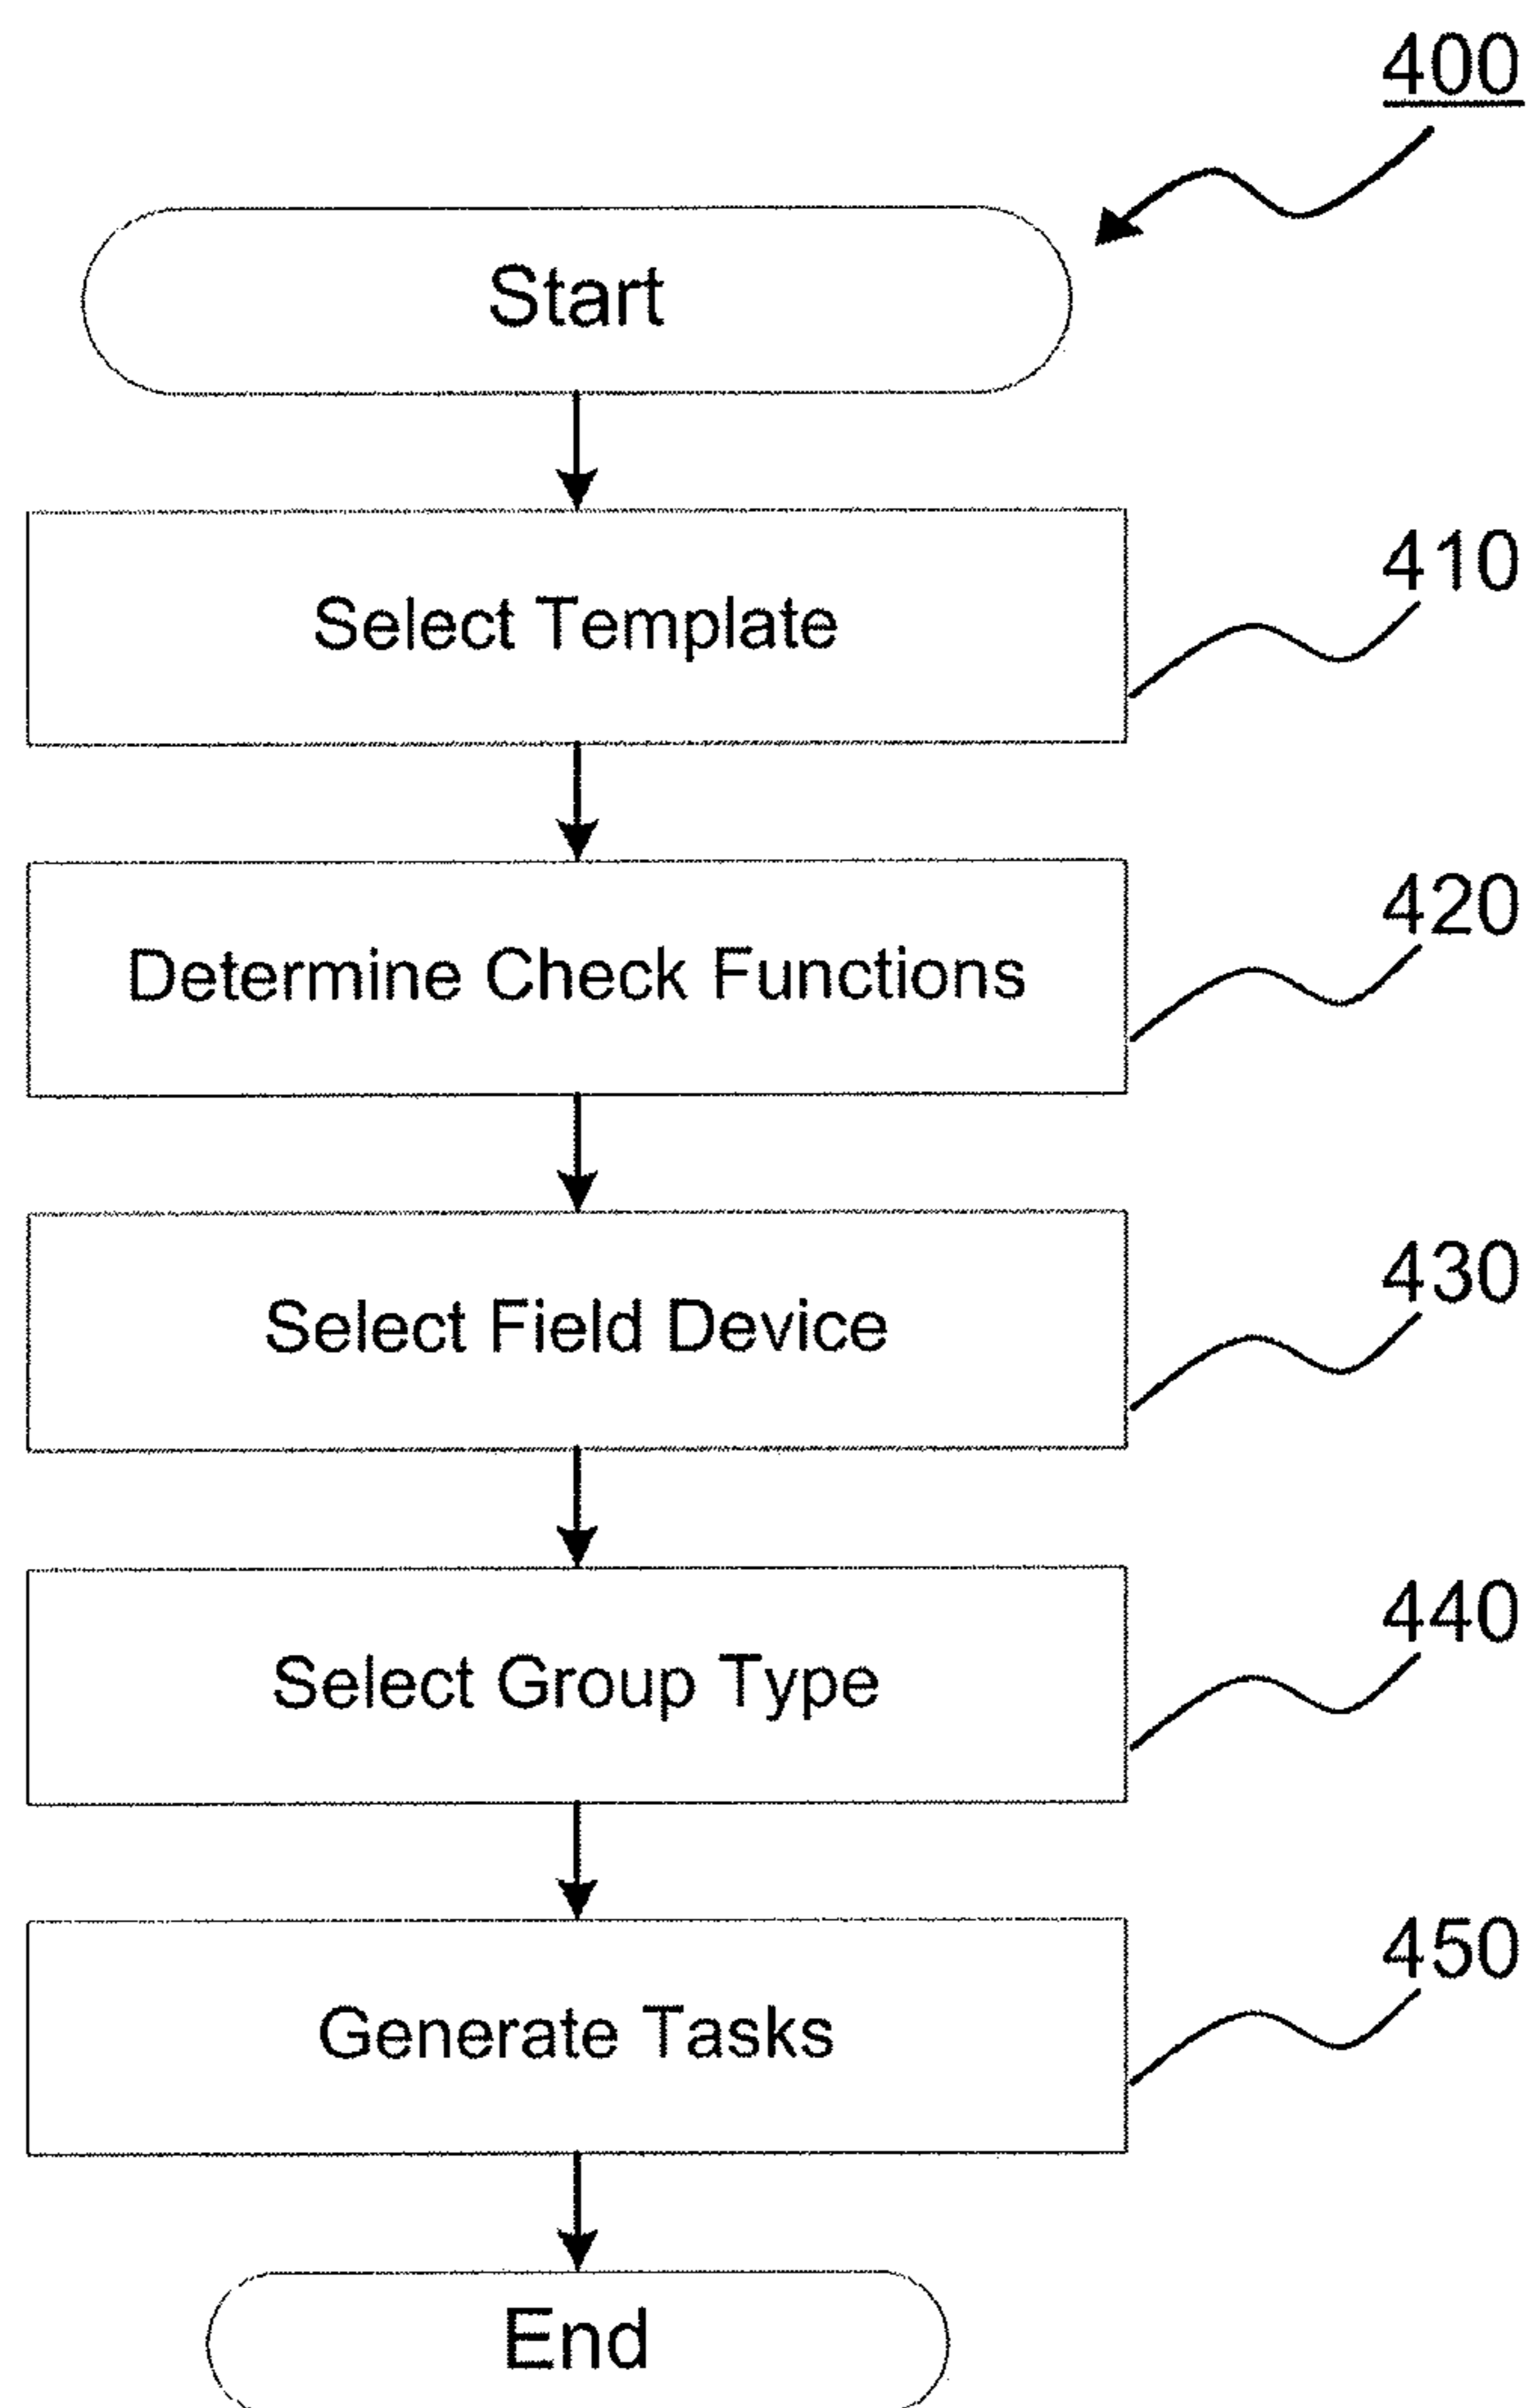 400
Start
Select Template
410
Determine Check Functions
420
Select Field Device
430
Select Group Type
440
Generate Tasks
450
End